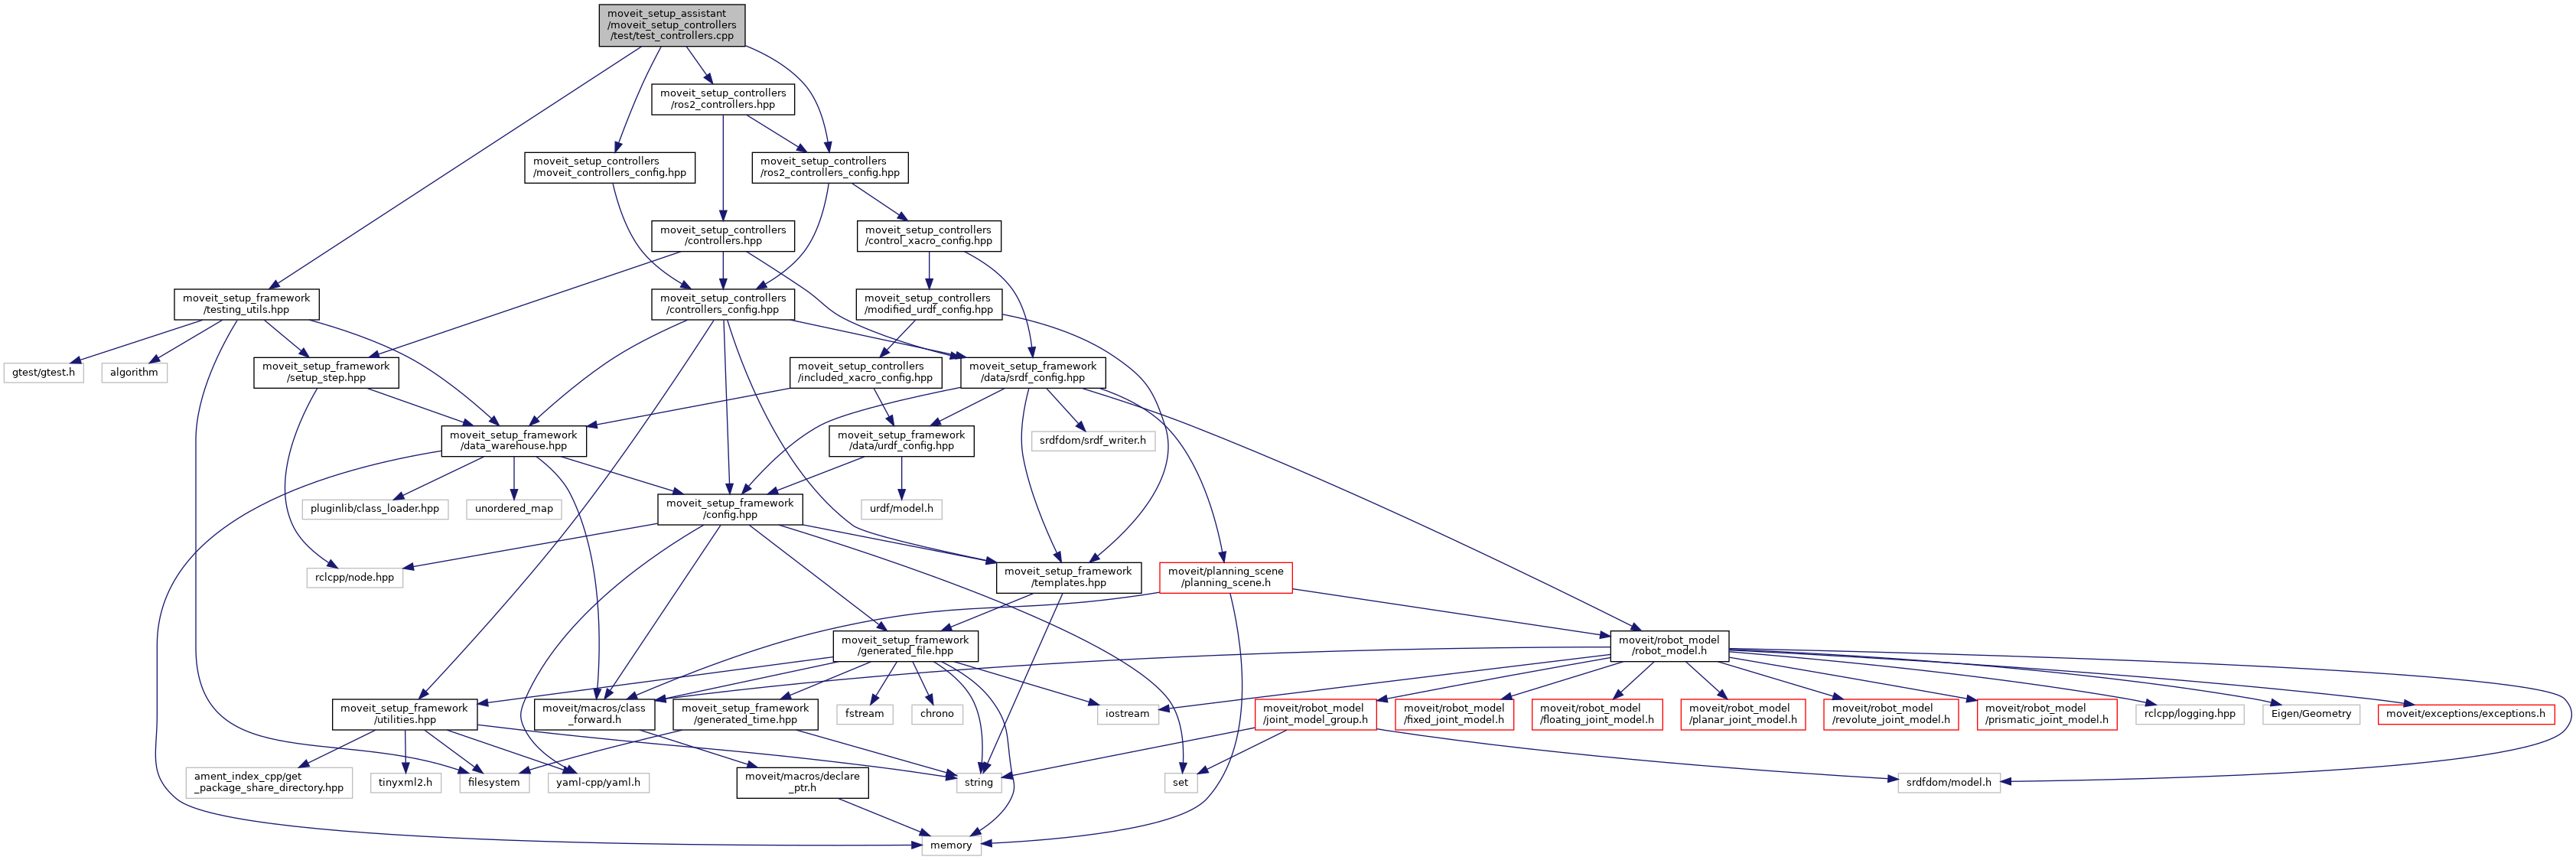 moveit_setup_assistant
/moveit_setup_controllers
/test/test_controllers.cpp
moveit_setup_controllers
/ros2_controllers.hpp
moveit_setup_controllers
/moveit_controllers_config.hpp
moveit_setup_controllers
/ros2_controllers_config.hpp
moveit_setup_controllers
/controllers.hpp
moveit_setup_controllers
/control_xacro_config.hpp
moveit_setup_framework
/testing_utils.hpp
moveit_setup_controllers
/controllers_config.hpp
moveit_setup_controllers
/modified_urdf_config.hpp
gtest/gtest.h
algorithm
moveit_setup_framework
/setup_step.hpp
moveit_setup_controllers
/included_xacro_config.hpp
moveit_setup_framework
/data/srdf_config.hpp
moveit_setup_framework
/data_warehouse.hpp
moveit_setup_framework
/data/urdf_config.hpp
srdfdom/srdf_writer.h
pluginlib/class_loader.hpp
unordered_map
moveit_setup_framework
/config.hpp
urdf/model.h
rclcpp/node.hpp
moveit_setup_framework
/templates.hpp
moveit/planning_scene
/planning_scene.h
moveit_setup_framework
/generated_file.hpp
moveit/robot_model
/robot_model.h
moveit_setup_framework
/utilities.hpp
moveit/macros/class
_forward.h
moveit_setup_framework
/generated_time.hpp
fstream
chrono
iostream
moveit/robot_model
/joint_model_group.h
moveit/robot_model
/fixed_joint_model.h
moveit/robot_model
/floating_joint_model.h
moveit/robot_model
/planar_joint_model.h
moveit/robot_model
/revolute_joint_model.h
moveit/robot_model
/prismatic_joint_model.h
rclcpp/logging.hpp
Eigen/Geometry
moveit/exceptions/exceptions.h
ament_index_cpp/get
_package_share_directory.hpp
tinyxml2.h
filesystem
yaml-cpp/yaml.h
moveit/macros/declare
_ptr.h
string
set
srdfdom/model.h
memory